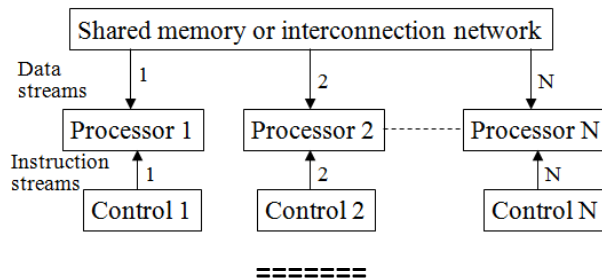 Shared memory or interconnection network
Data
streams
1
2
N
Processor 1
Processor 2
Processor N
Instruction
streams
1
2
N
Control 1
Control 2
Control N
=======